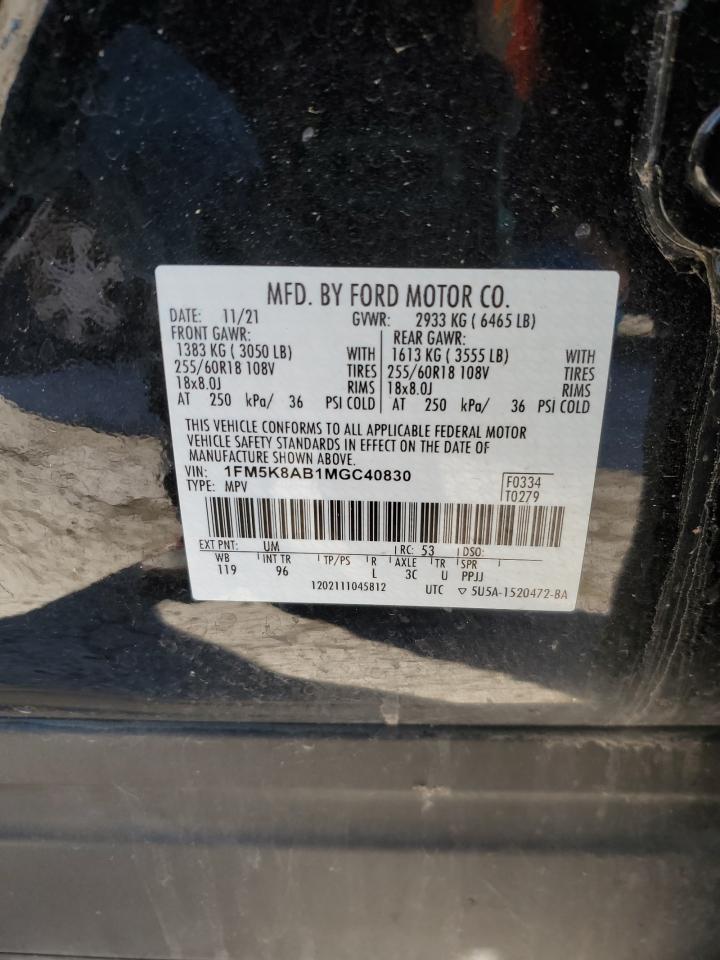 MFD. BY FORD MOTOR CO.
DATE: 11/21 GVWR: 2933 KG ( 6465 LB)
FRONT GAWR: REAR GAWR:
1383 KG ( 3050 LB) WITH 1613 KG ( 3555 LB) WITH
255/60R18 108V TIRES 255/60R18 108V TIRES
18x8.0J RIMS 18x8.0J RIMS
AT 250 kPa/ 36 PSI COLD AT 250 kPa/ 36 PSI COLD
THIS VEHICLE CONFORMS TO ALL APPLICABLE FEDERAL MOTOR
VEHICLE SAFETY STANDARDS IN EFFECT ON THE DATE OF
MANUFACTURE SHOWN ABOVE.
VIN: 1FM5K8AB1MGC40830 F0334
TYPE: MPV T0279
EXT PNT: UM RC: 53 DSO:
WB INT TR TP/PS R AXLE TR SPR
119 96 L 3C U PPJJ
1202111045812 UTC ▽ 5U5A-1520472-BA